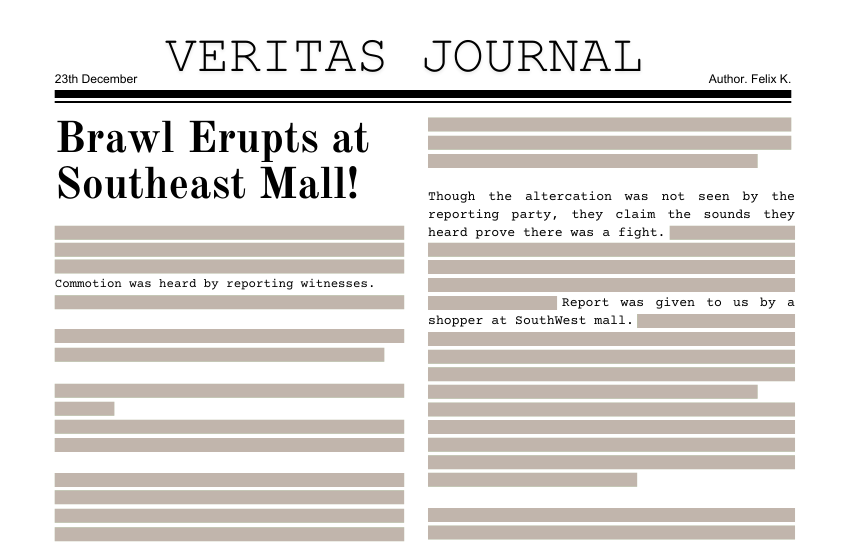 VERITAS JOURNAL
23th December
Author. Felix K.
Brawl Erupts at
Southeast Mall!
Commotion was heard by reporting witnesses.
Though the altercation was not seen by the
reporting party, they claim the sounds they
heard prove there was a fight.
Report was given to us by a
shopper at SouthWest mall.